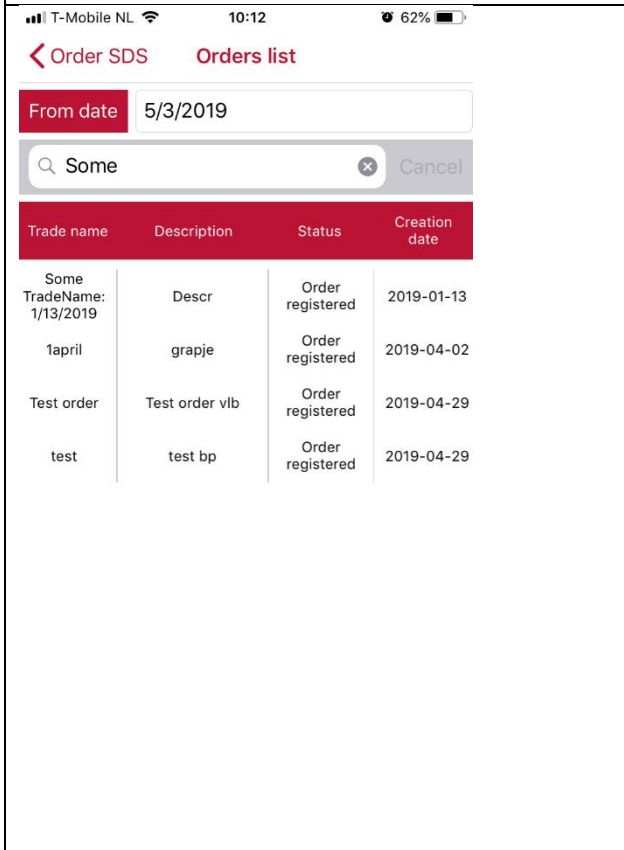 T-Mobile NL 10:12 62%
Order SDS Orders list
From date 5/3/2019
Some Cancel
Trade name Description Status Creation
date
Some
TradeName:
1/13/2019 Descr Order
registered 2019-01-13
1april grapje Order
registered 2019-04-02
Test order Test order vlb Order
registered 2019-04-29
test test bp Order
registered 2019-04-29